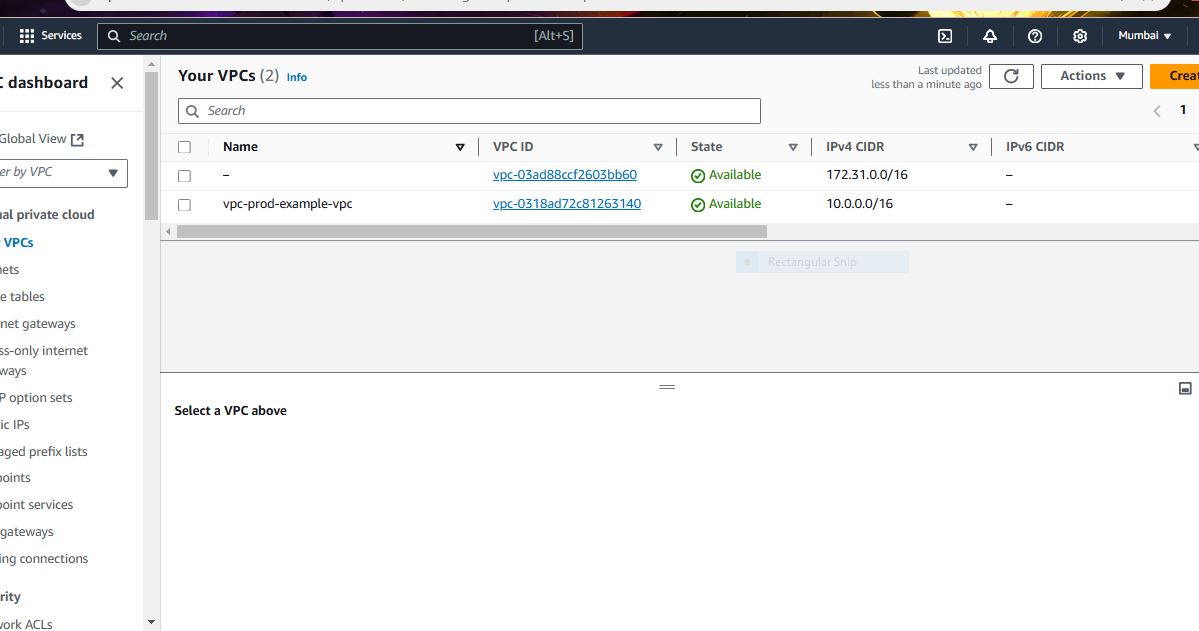 Services
Search
[Alt+S]
Mumbai
C dashboard
Global View
er by VPC
ual private cloud
VPCs
nets
e tables
net gateways
ss-only internet
ways
P option sets
ic IPs
aged prefix lists
points
point services
gateways
ing connections
rity
work ACLs
Your VPCs (2) Info
Last updated
less than a minute ago
Actions
Creat
Search
1
Name VPC ID State IPv4 CIDR IPv6 CIDR
– vpc-03ad88ccf2603bb60 Available 172.31.0.0/16 –
vpc-prod-example-vpc vpc-0318ad72c81263140 Available 10.0.0.0/16 –
Rectangular Snip
Select a VPC above